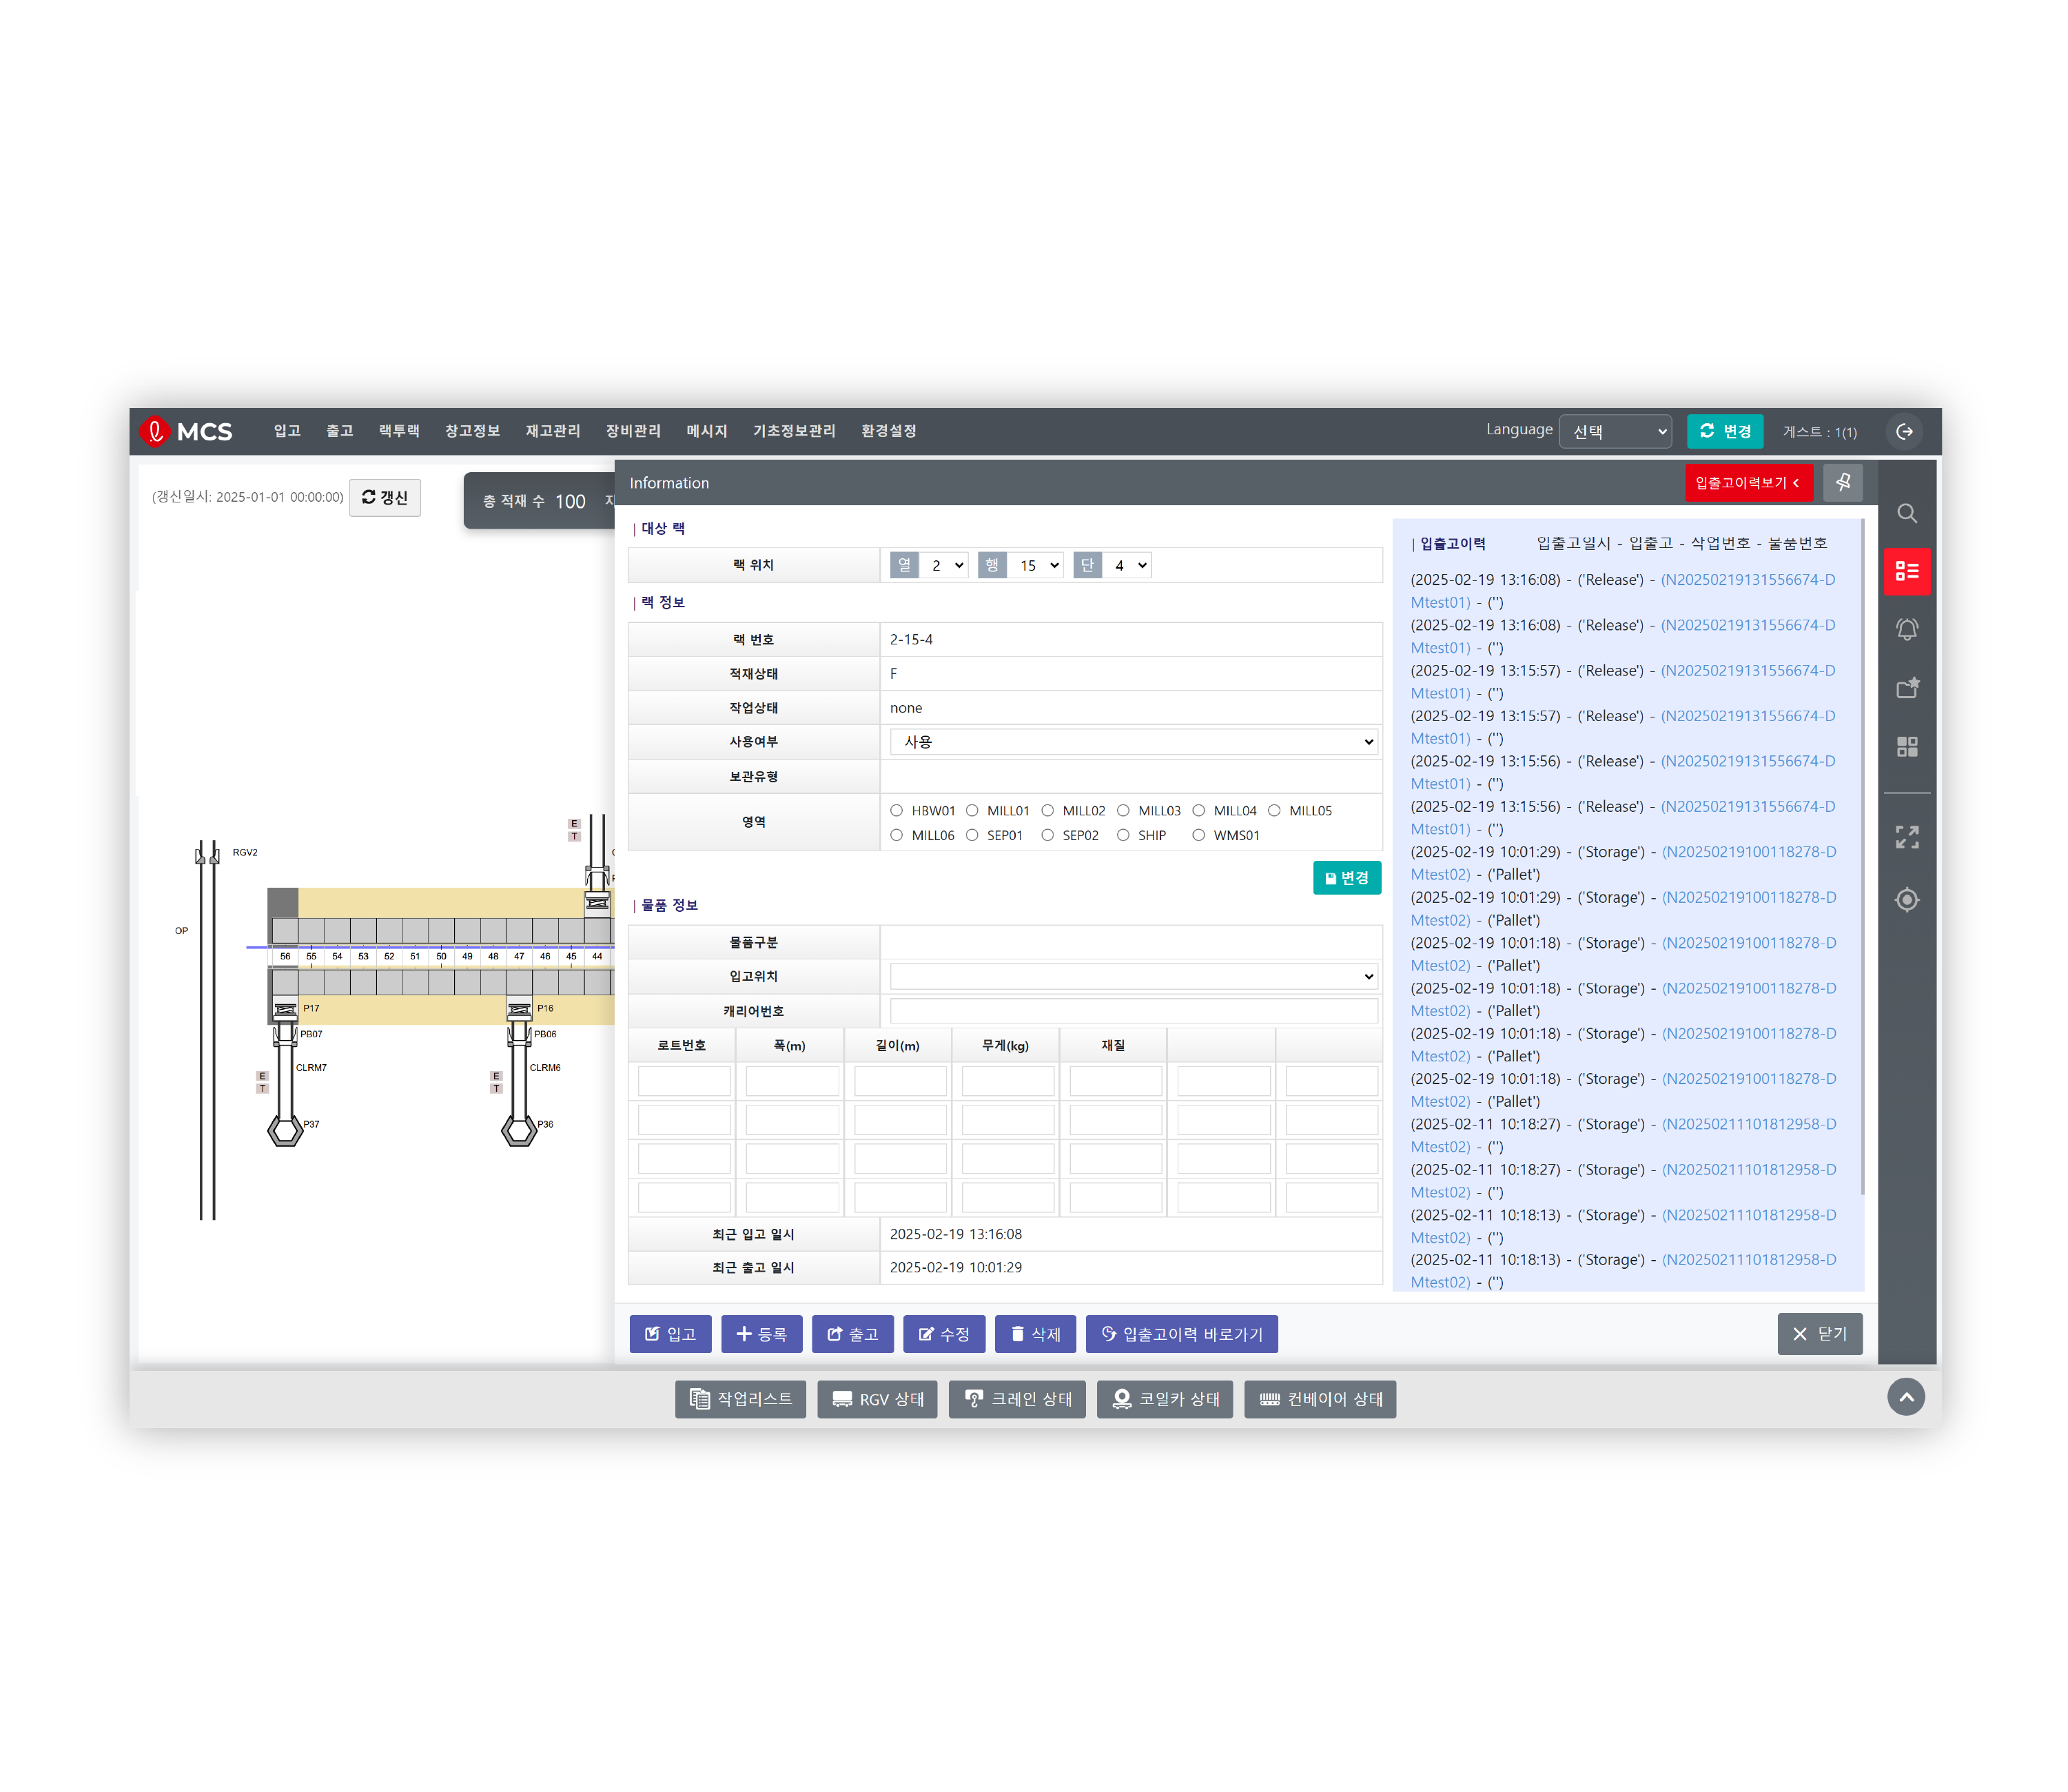 MCS 입고 출고 랙투랙 창고정보 재고관리 장비관리 메시지 기초정보관리 환경설정 Language 선택 변경 게스트 : 1(1)
(갱신일시: 2025-01-01 00:00:00) 갱신 총 적재 수 100
RGV2
OP
E
T
56 55 54 53 52 51 50 49 48 47 46 45 44
P17 P16
PB07 PB06
CLRM7 CLRM6
E E
T T
P37 P36
Information 입출고이력보기
| 대상 랙
랙 위치 열 2 행 15 단 4
| 랙 정보
랙 번호 2-15-4
적재상태 F
작업상태 none
사용여부 사용
보관유형
영역 HBW01 MILL01 MILL02 MILL03 MILL04 MILL05
MILL06 SEP01 SEP02 SHIP WMS01
변경
| 물품 정보
물품구분
입고위치
캐리어번호
로트번호 폭(m) 길이(m) 무게(kg) 재질
최근 입고 일시 2025-02-19 13:16:08
최근 출고 일시 2025-02-19 10:01:29
| 입출고이력 입출고일시 - 입출고 - 작업번호 - 불품번호
(2025-02-19 13:16:08) - ('Release') - (N20250219131556674-D
Mtest01) - ('')
(2025-02-19 13:16:08) - ('Release') - (N20250219131556674-D
Mtest01) - ('')
(2025-02-19 13:15:57) - ('Release') - (N20250219131556674-D
Mtest01) - ('')
(2025-02-19 13:15:57) - ('Release') - (N20250219131556674-D
Mtest01) - ('')
(2025-02-19 13:15:56) - ('Release') - (N20250219131556674-D
Mtest01) - ('')
(2025-02-19 13:15:56) - ('Release') - (N20250219131556674-D
Mtest01) - ('')
(2025-02-19 10:01:29) - ('Storage') - (N20250219100118278-D
Mtest02) - ('Pallet')
(2025-02-19 10:01:29) - ('Storage') - (N20250219100118278-D
Mtest02) - ('Pallet')
(2025-02-19 10:01:18) - ('Storage') - (N20250219100118278-D
Mtest02) - ('Pallet')
(2025-02-19 10:01:18) - ('Storage') - (N20250219100118278-D
Mtest02) - ('Pallet')
(2025-02-19 10:01:18) - ('Storage') - (N20250219100118278-D
Mtest02) - ('Pallet')
(2025-02-19 10:01:18) - ('Storage') - (N20250219100118278-D
Mtest02) - ('Pallet')
(2025-02-11 10:18:27) - ('Storage') - (N20250211101812958-D
Mtest02) - ('')
(2025-02-11 10:18:27) - ('Storage') - (N20250211101812958-D
Mtest02) - ('')
(2025-02-11 10:18:13) - ('Storage') - (N20250211101812958-D
Mtest02) - ('')
(2025-02-11 10:18:13) - ('Storage') - (N20250211101812958-D
Mtest02) - ('')
입고 등록 출고 수정 삭제 입출고이력 바로가기 닫기
작업리스트 RGV 상태 크레인 상태 코일카 상태 컨베이어 상태